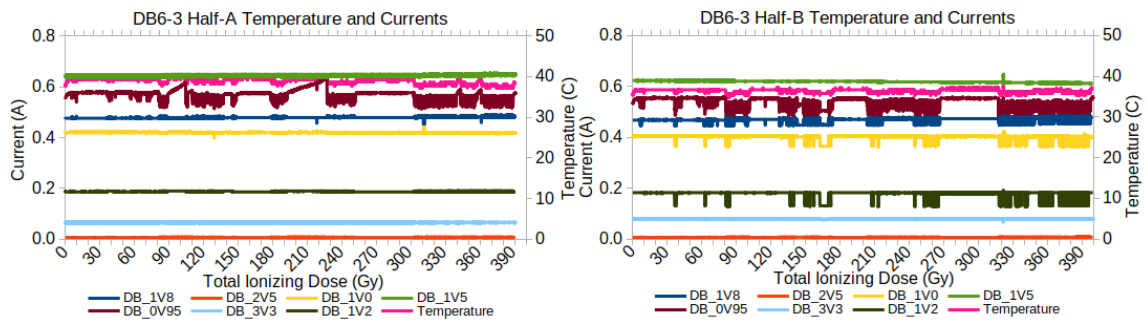 DB6-3 Half-A Temperature and Currents
0.8
0.6
0.4
0.2
0.0
Current (A)
50
40
30
20
10
0
Temperature (C)
0
30
60
90
120
150
180
210
240
270
300
330
360
390
Total Ionizing Dose (Gy)
DB_1V8
DB_2V5
DB_1V0
DB_1V5
DB_0V95
DB_3V3
DB_1V2
Temperature
DB6-3 Half-B Temperature and Currents
0.8
0.6
0.4
0.2
0.0
Current (A)
50
40
30
20
10
0
Temperature (C)
0
30
60
90
120
150
180
210
240
270
300
330
360
390
Total Ionizing Dose (Gy)
DB_1V8
DB_2V5
DB_1V0
DB_1V5
DB_0V95
DB_3V3
DB_1V2
Temperature